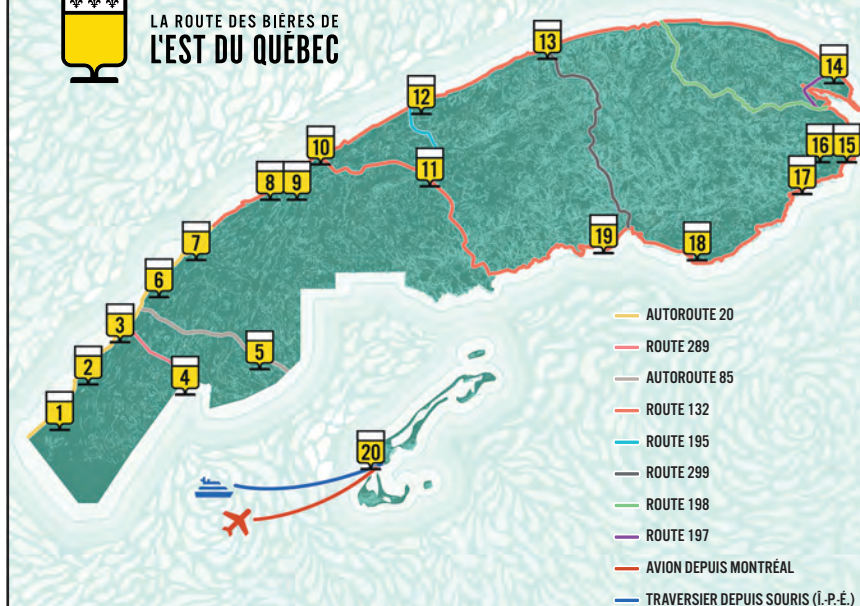 LA ROUTE DES BIÈRES DE
L'EST DU QUÉBEC
13
14
12
10
16 15
11
8 9
17
7
19
18
6
3
AUTOROUTE 20
ROUTE 289
5
2
4
AUTOROUTE 85
1
ROUTE 132
ROUTE 195
20
ROUTE 299
ROUTE 198
ROUTE 197
AVION DEPUIS MONTRÉAL
TRAVERSIER DEPUIS SOURIS (Î.-P.-É.)